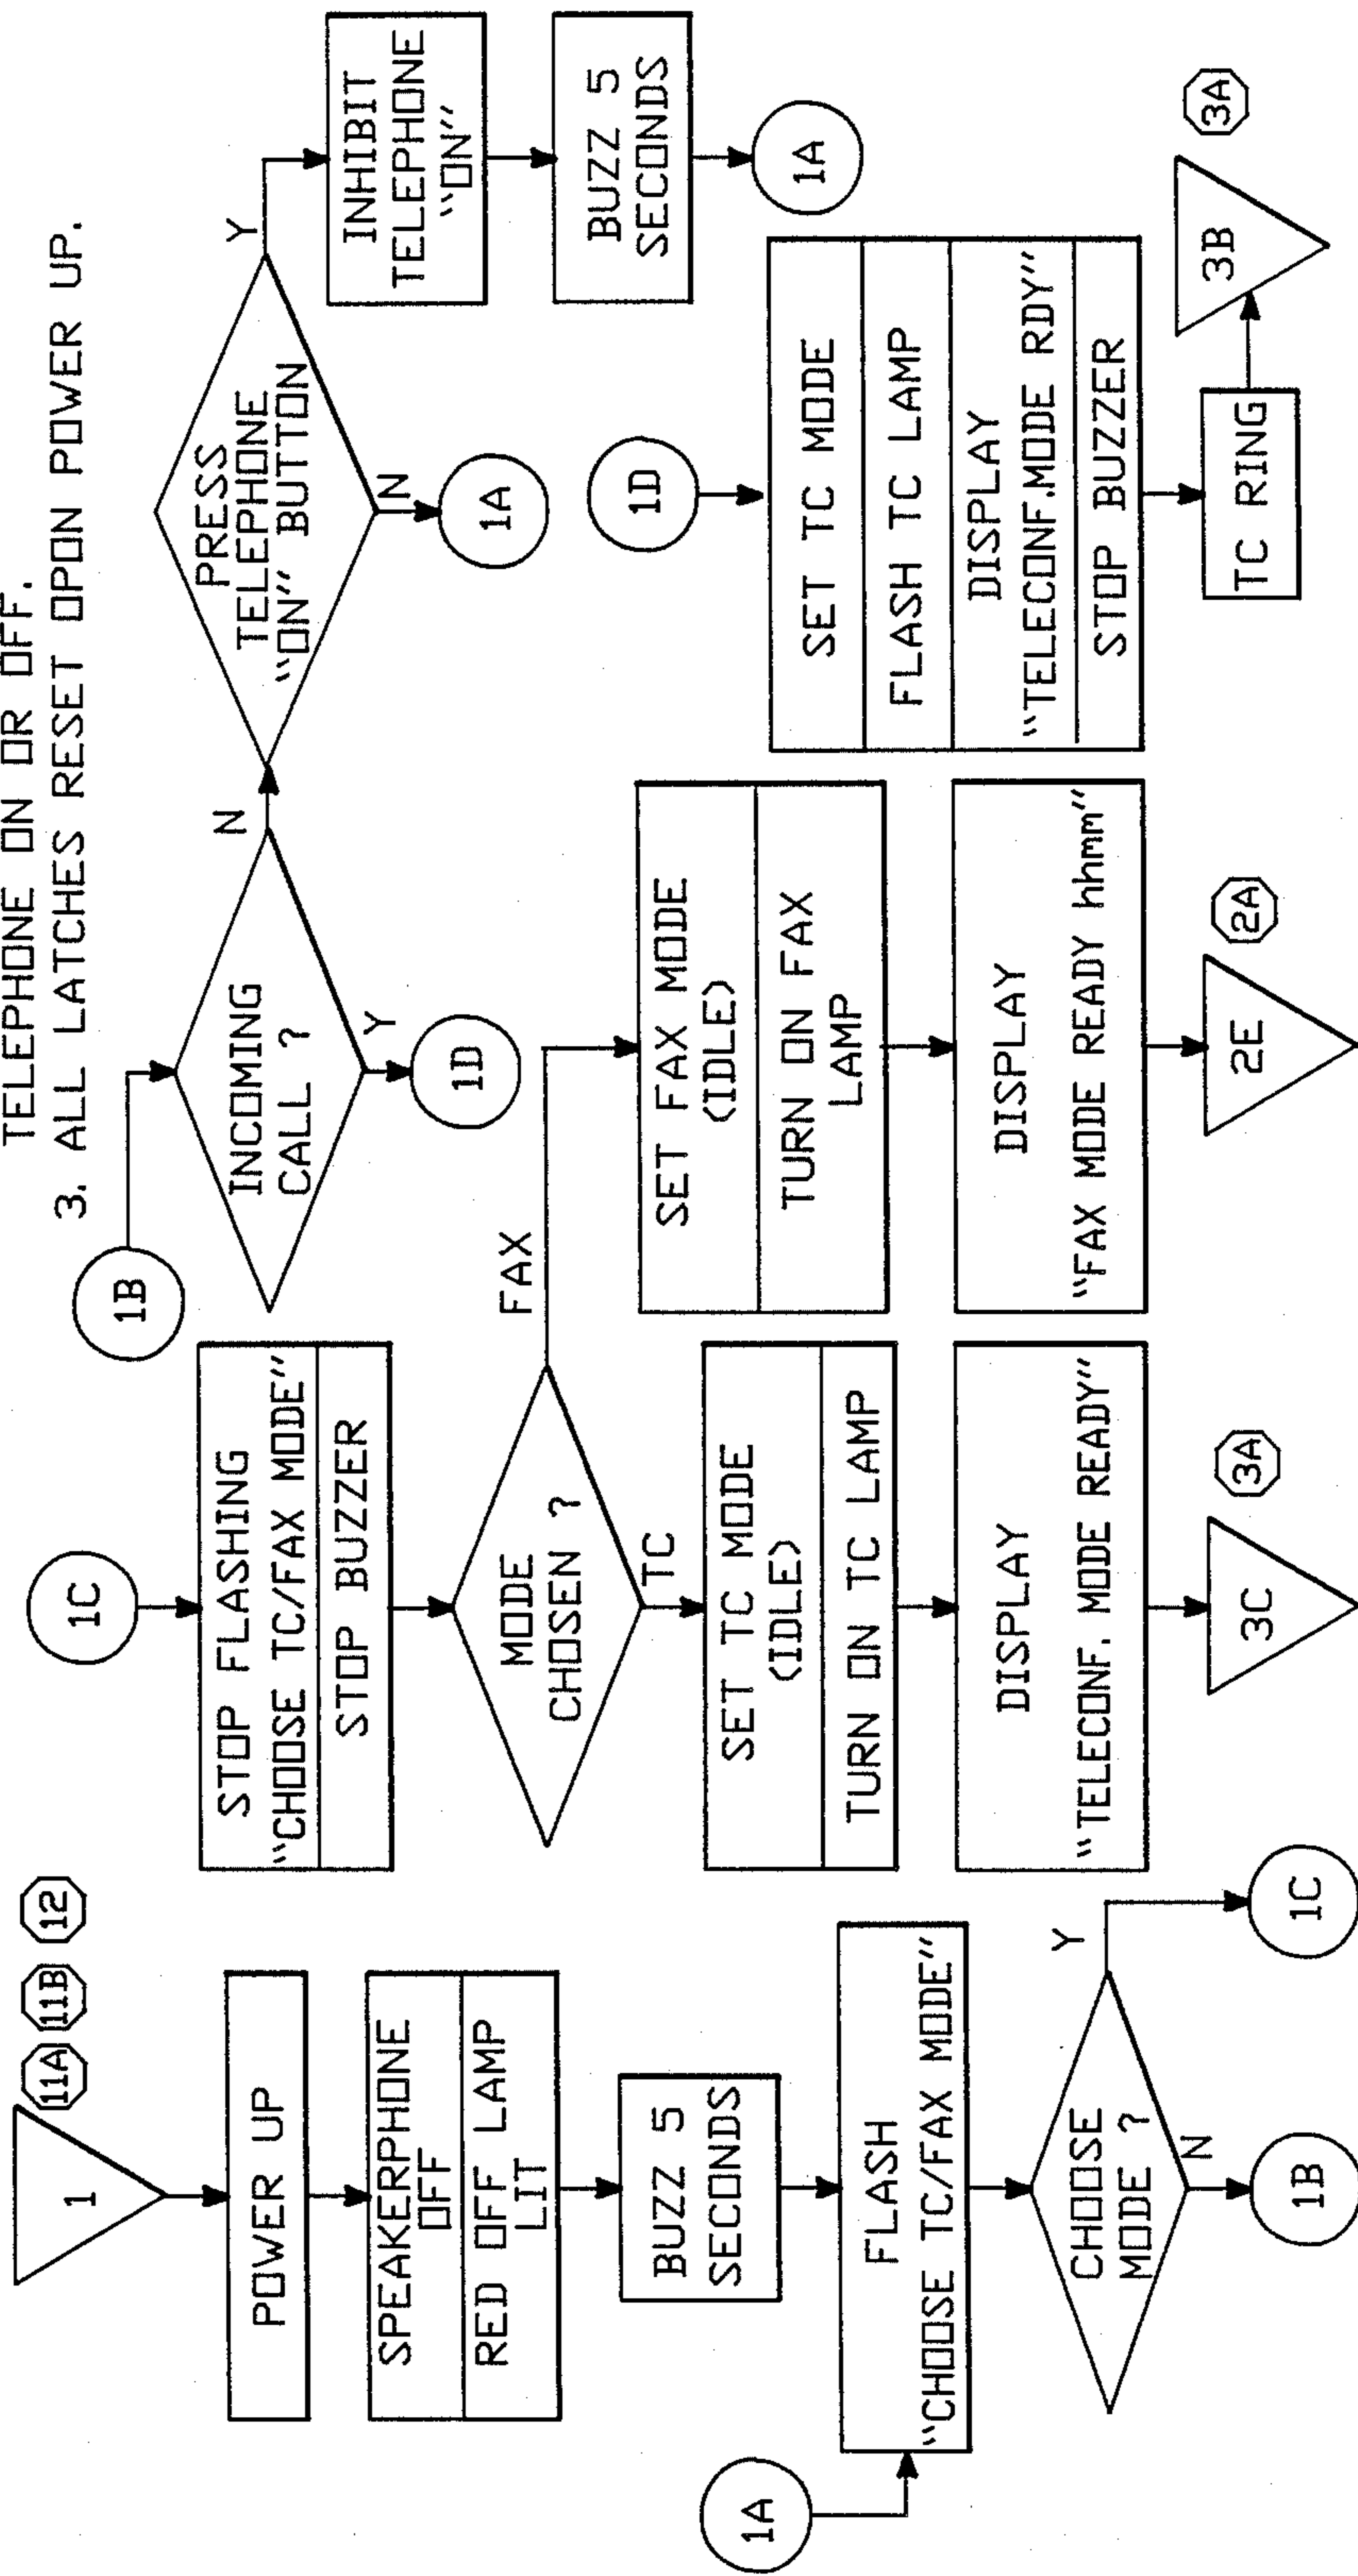 TELEPHONE ON OR OFF.
3. ALL LATCHES RESET OPON POWER UP.
1
11A
11B
12
POWER UP
SPEAKERPHONE
OFF
RED OFF LAMP
LIT
BUZZ 5
SECONDS
1A
FLASH
"CHOOSE TC/FAX MODE"
CHOOSE
MODE ?
Y
1C
N
1B
1C
STOP FLASHING
"CHOOSE TC/FAX MODE"
STOP BUZZER
MODE
CHOSEN ?
FAX
TC
SET TC MODE
(IDLE)
TURN ON TC LAMP
DISPLAY
"TELECONF. MODE READY"
3C
3A
SET FAX MODE
(IDLE)
TURN ON FAX
LAMP
DISPLAY
"FAX MODE READY hhmm"
2E
2A
1B
INCOMING
CALL ?
N
Y
1D
PRESS
TELEPHONE
"ON" BUTTON
Y
N
1A
INHIBIT
TELEPHONE
"ON"
BUZZ 5
SECONDS
1A
1D
SET TC MODE
FLASH TC LAMP
DISPLAY
"TELECONF.MODE RDY"
STOP BUZZER
TC RING
3B
3A